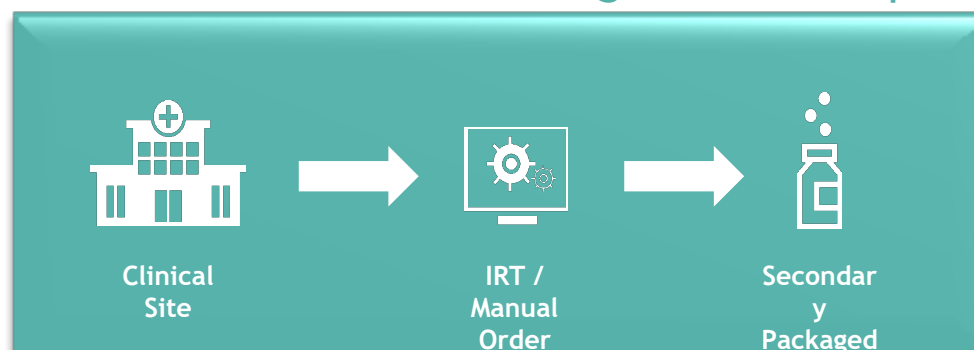 Clinical
Site
IRT /
Manual
Order
Secondar
y
Packaged